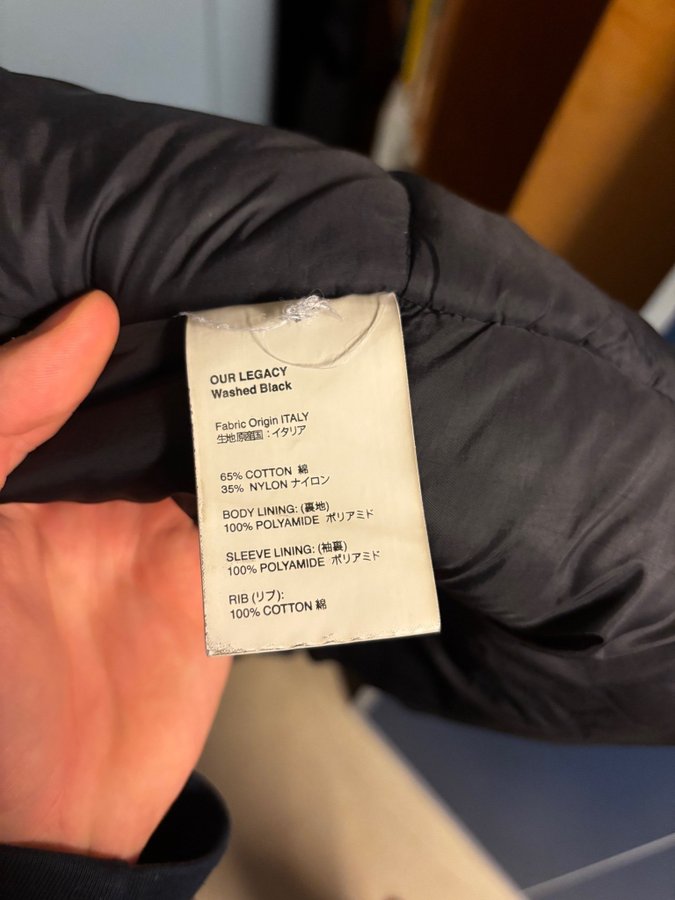 OUR LEGACY
Washed Black
Fabric Origin ITALY
生地原産国：イタリア
65% COTTON 綿
35% NYLON ナイロン
BODY LINING: (裏地)
100% POLYAMIDE ポリアミド
SLEEVE LINING: (袖裏)
100% POLYAMIDE ポリアミド
RIB (リブ):
100% COTTON 綿